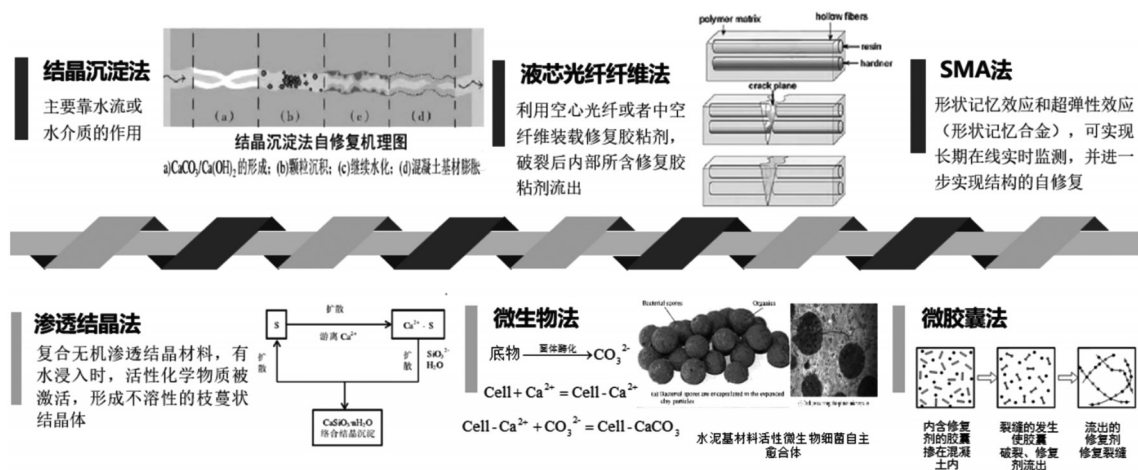 结晶沉淀法
主要靠水流或
水介质的作用
(a)
(b)
(c)
(d)
结晶沉淀法自修复机理图
a)CaCO₃/Ca(OH)₂的形成；(b)颗粒沉积；(c)继续水化；(d)混凝土基材膨胀
液芯光纤纤维法
利用空心光纤或者中空
纤维装载修复胶粘剂，
破裂后内部所含修复胶
粘剂流出
polymer matrix
hollow fibers
resin
hardner
crack plane
SMA法
形状记忆效应和超弹性效应
（形状记忆合金），可实现
长期在线实时监测，并进一
步实现结构的自修复
渗透结晶法
复合无机渗透结晶材料，有
水浸入时，活性化学物质被
激活，形成不溶性的枝蔓状
结晶体
S
扩散
游离 Ca²⁺
Ca²⁺ - S
扩散
扩散
SiO₃²⁻
H₂O
CaSiO₃·nH₂O
络合结晶沉淀
微生物法
底物
CO₃²⁻
Cell + Ca²⁺ = Cell-Ca²⁺
Cell-Ca²⁺ + CO₃²⁻ = Cell-CaCO₃
Bacterial spores
Organics
(a) Bacterial spores are encapsulated in the expanded
clay particles
水泥基材料活性微生物细菌自主
愈合体
微胶囊法
内含修复
剂的胶囊
掺在混凝
土内
裂缝的发生
使胶囊
破裂、修复
剂流出
流出的
修复剂
修复裂缝